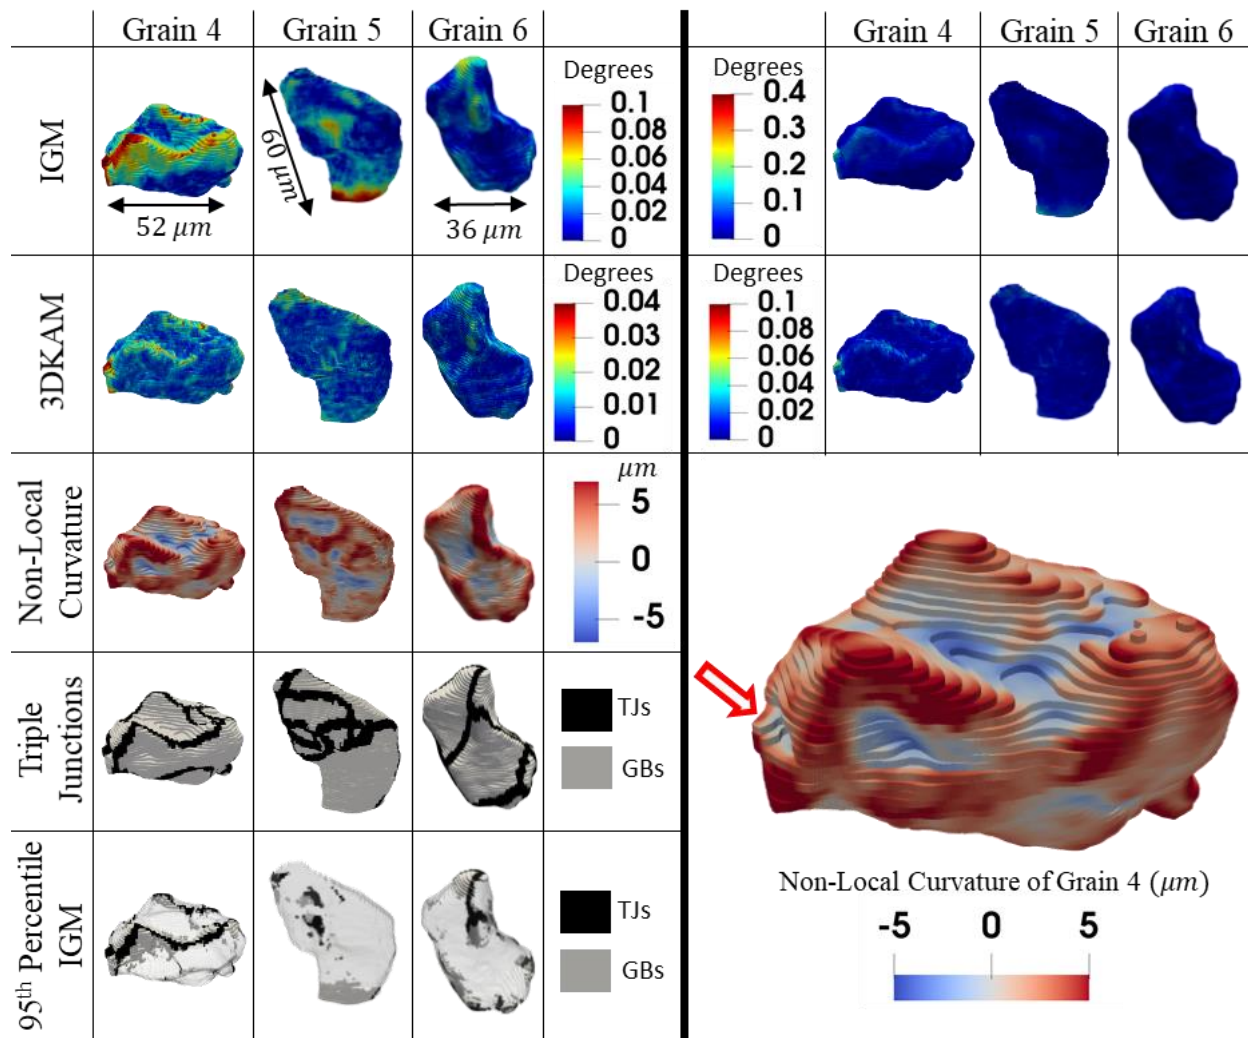 Grain 4 Grain 5 Grain 6 Grain 4 Grain 5 Grain 6
IGM
52 μm
60 μm
36 μm
Degrees
0.1
0.08
0.06
0.04
0.02
0
Degrees
0.4
0.3
0.2
0.1
0
3DKAM
Degrees
0.04
0.03
0.02
0.01
0
Degrees
0.1
0.08
0.06
0.04
0.02
0
Non-Local
Curvature
μm
5
0
-5
Triple
Junctions
TJs
GBs
95th Percentile
IGM
TJs
GBs
Non-Local Curvature of Grain 4 (μm)
-5 0 5